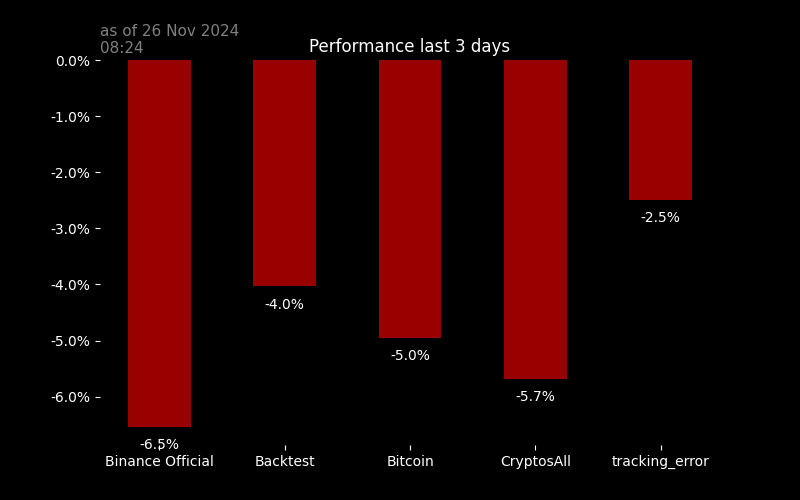 as of 26 Nov 2024
08:24
Performance last 3 days
0.0%
-1.0%
-2.0%
-3.0%
-4.0%
-5.0%
-6.0%
-6.5%
-4.0%
-5.0%
-5.7%
-2.5%
Binance Official
Backtest
Bitcoin
CryptosAll
tracking_error